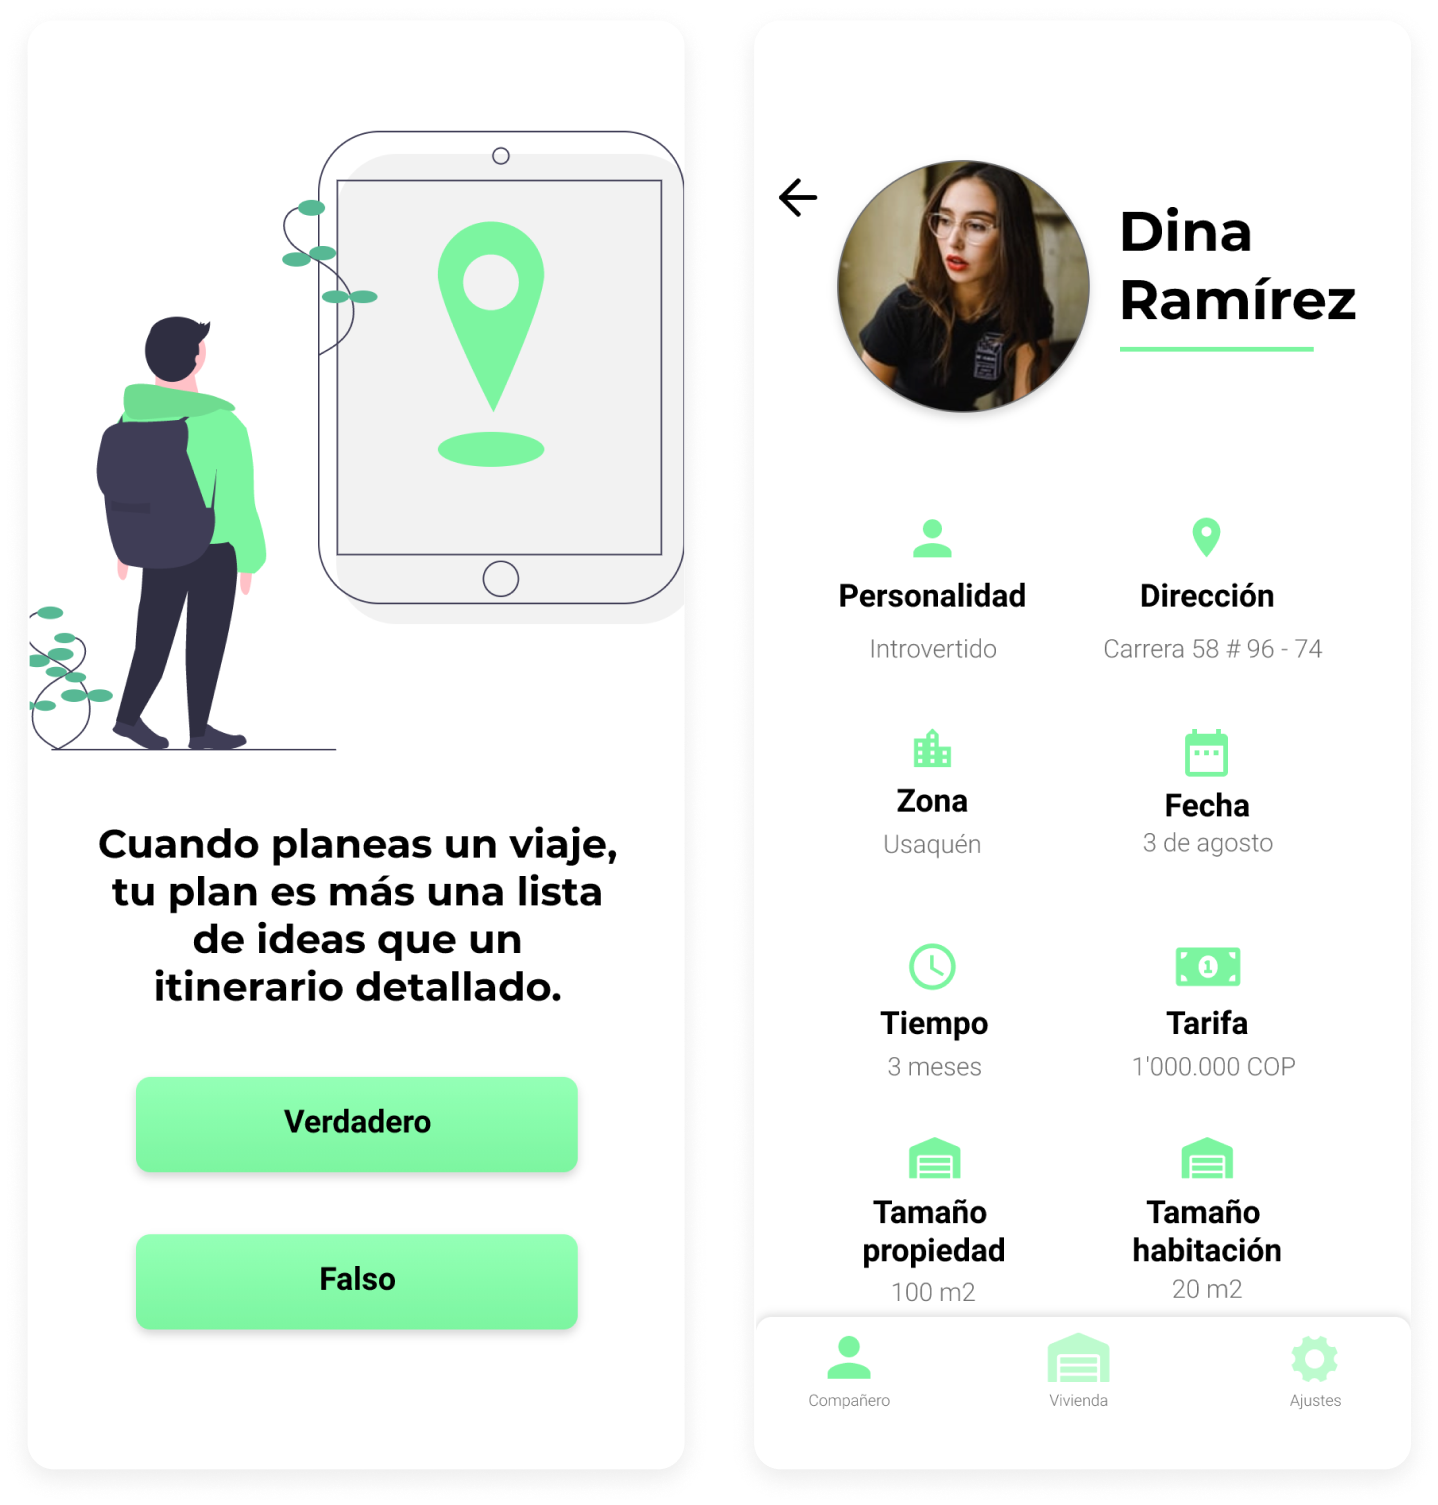 Cuando planeas un viaje,
tu plan es más una lista
de ideas que un
itinerario detallado.
Verdadero
Falso
Dina
Ramírez
Personalidad
Introvertido
Dirección
Carrera 58 # 96 - 74
Zona
Usaquén
Fecha
3 de agosto
Tiempo
3 meses
Tarifa
1'000.000 COP
Tamaño
propiedad
100 m2
Tamaño
habitación
20 m2
Compañero
Vivienda
Ajustes